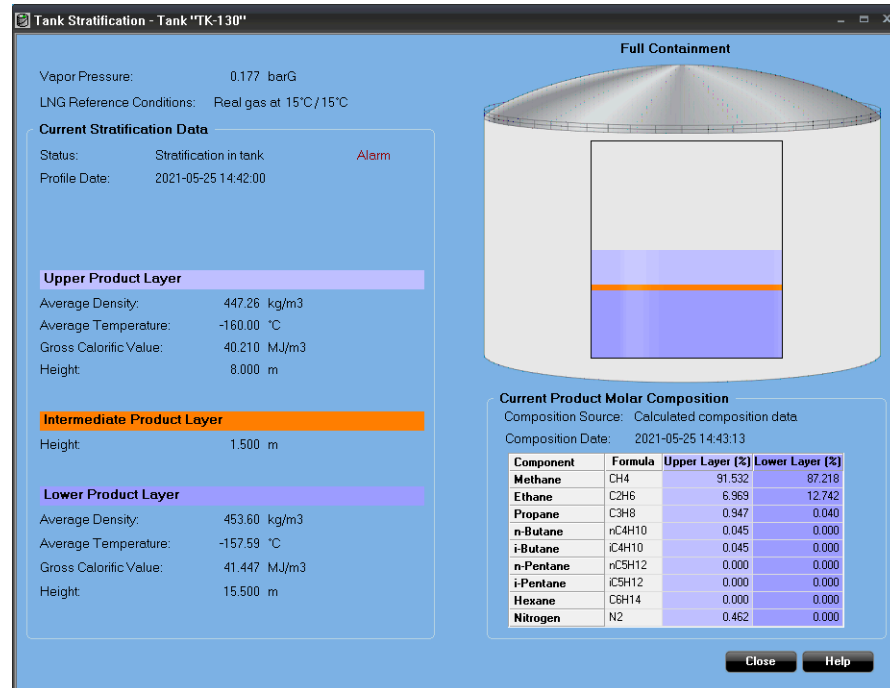 Tank Stratification - Tank "TK-130"
Vapor Pressure: 0.177 barG
LNG Reference Conditions: Real gas at 15°C / 15°C
Current Stratification Data
Status: Stratification in tank Alarm
Profile Date: 2021-05-25 14:42:00
Upper Product Layer
Average Density: 447.26 kg/m3
Average Temperature: -160.00 °C
Gross Calorific Value: 40.210 MJ/m3
Height: 8.000 m
Intermediate Product Layer
Height: 1.500 m
Lower Product Layer
Average Density: 453.60 kg/m3
Average Temperature: -157.59 °C
Gross Calorific Value: 41.447 MJ/m3
Height: 15.500 m
Full Containment
Current Product Molar Composition
Composition Source: Calculated composition data
Composition Date: 2021-05-25 14:43:13
Component Formula Upper Layer (%) Lower Layer (%)
Methane CH4 91.532 87.218
Ethane C2H6 6.969 12.742
Propane C3H8 0.947 0.040
n-Butane nC4H10 0.045 0.000
i-Butane iC4H10 0.045 0.000
n-Pentane nC5H12 0.000 0.000
i-Pentane iC5H12 0.000 0.000
Hexane C6H14 0.000 0.000
Nitrogen N2 0.462 0.000
Close Help